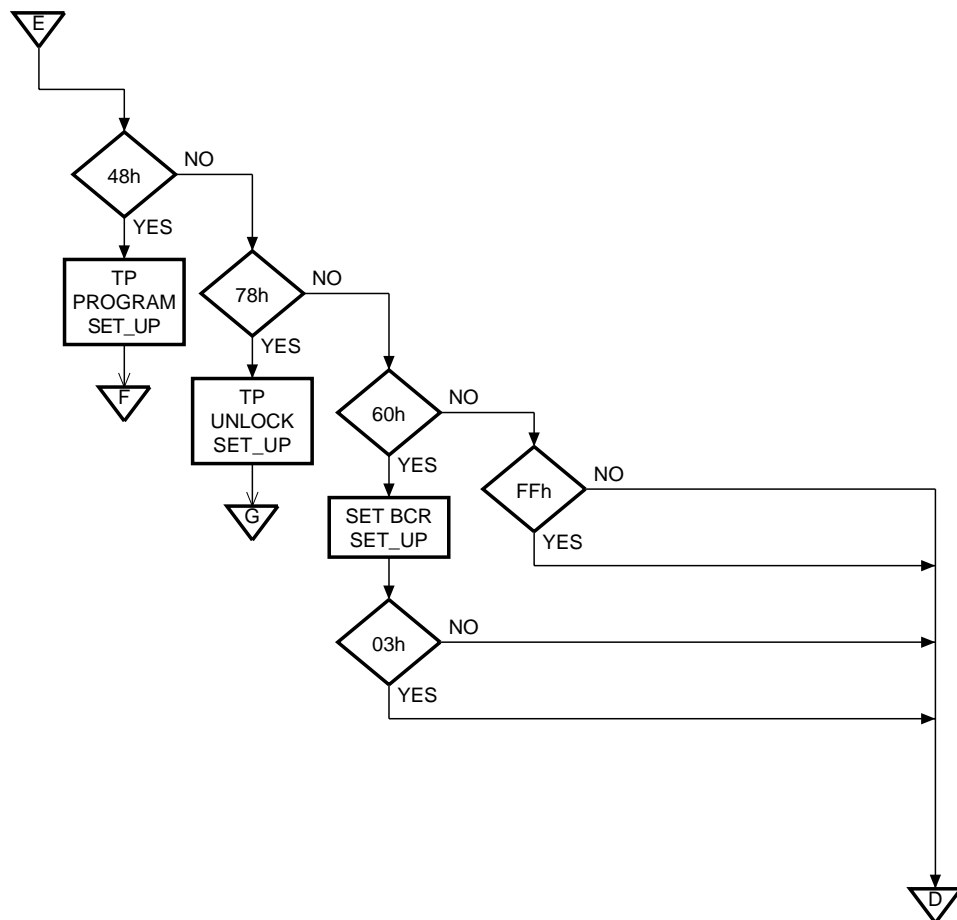 E
48h
NO
YES
TP
PROGRAM
SET_UP
F
78h
NO
YES
TP
UNLOCK
SET_UP
G
60h
NO
YES
SET BCR
SET_UP
FFh
NO
YES
03h
NO
YES
D